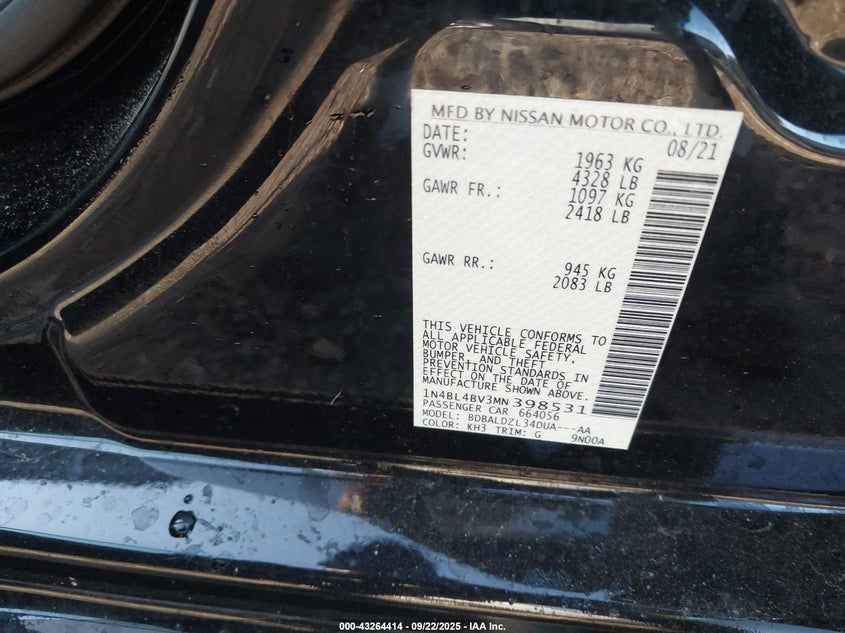 MFD BY NISSAN MOTOR CO., LTD.
DATE: 08/21
GVWR: 1963 KG
4328 LB
GAWR FR.: 1097 KG
2418 LB
GAWR RR.: 945 KG
2083 LB
THIS VEHICLE CONFORMS TO
ALL APPLICABLE FEDERAL
MOTOR VEHICLE SAFETY,
BUMPER, AND THEFT
PREVENTION STANDARDS IN
EFFECT ON THE DATE OF
MANUFACTURE SHOWN ABOVE.
1N4BL4BV3MN398531
PASSENGER CAR 664056
MODEL: BDBALDZL34DUA---AA
COLOR: KH3 TRIM: G 9N00A
000-43264414 - 09/22/2025 - IAA Inc.